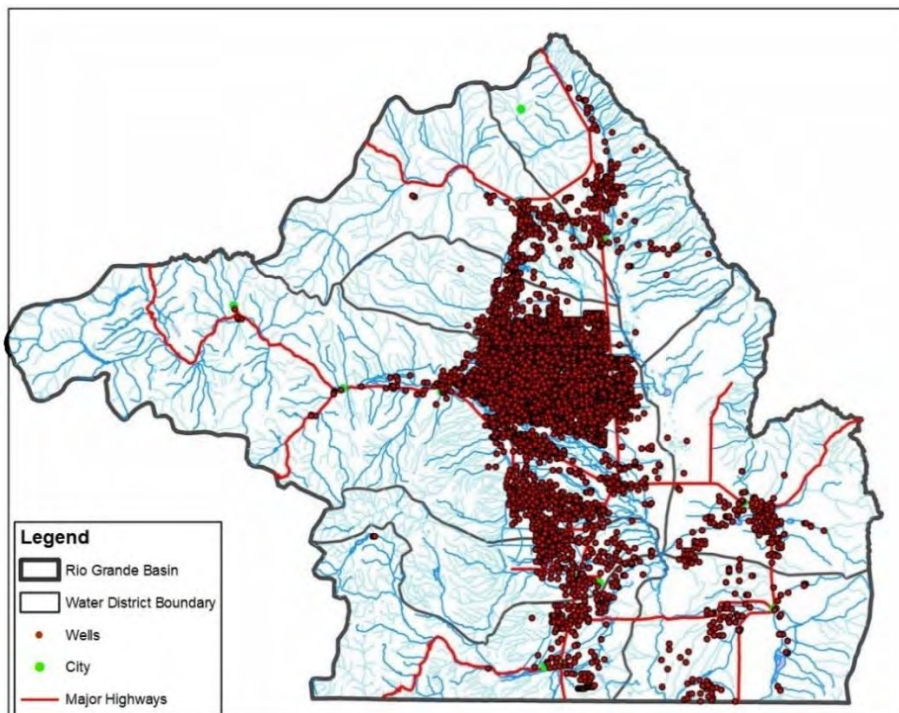 Legend
Rio Grande Basin
Water District Boundary
Wells
City
Major Highways